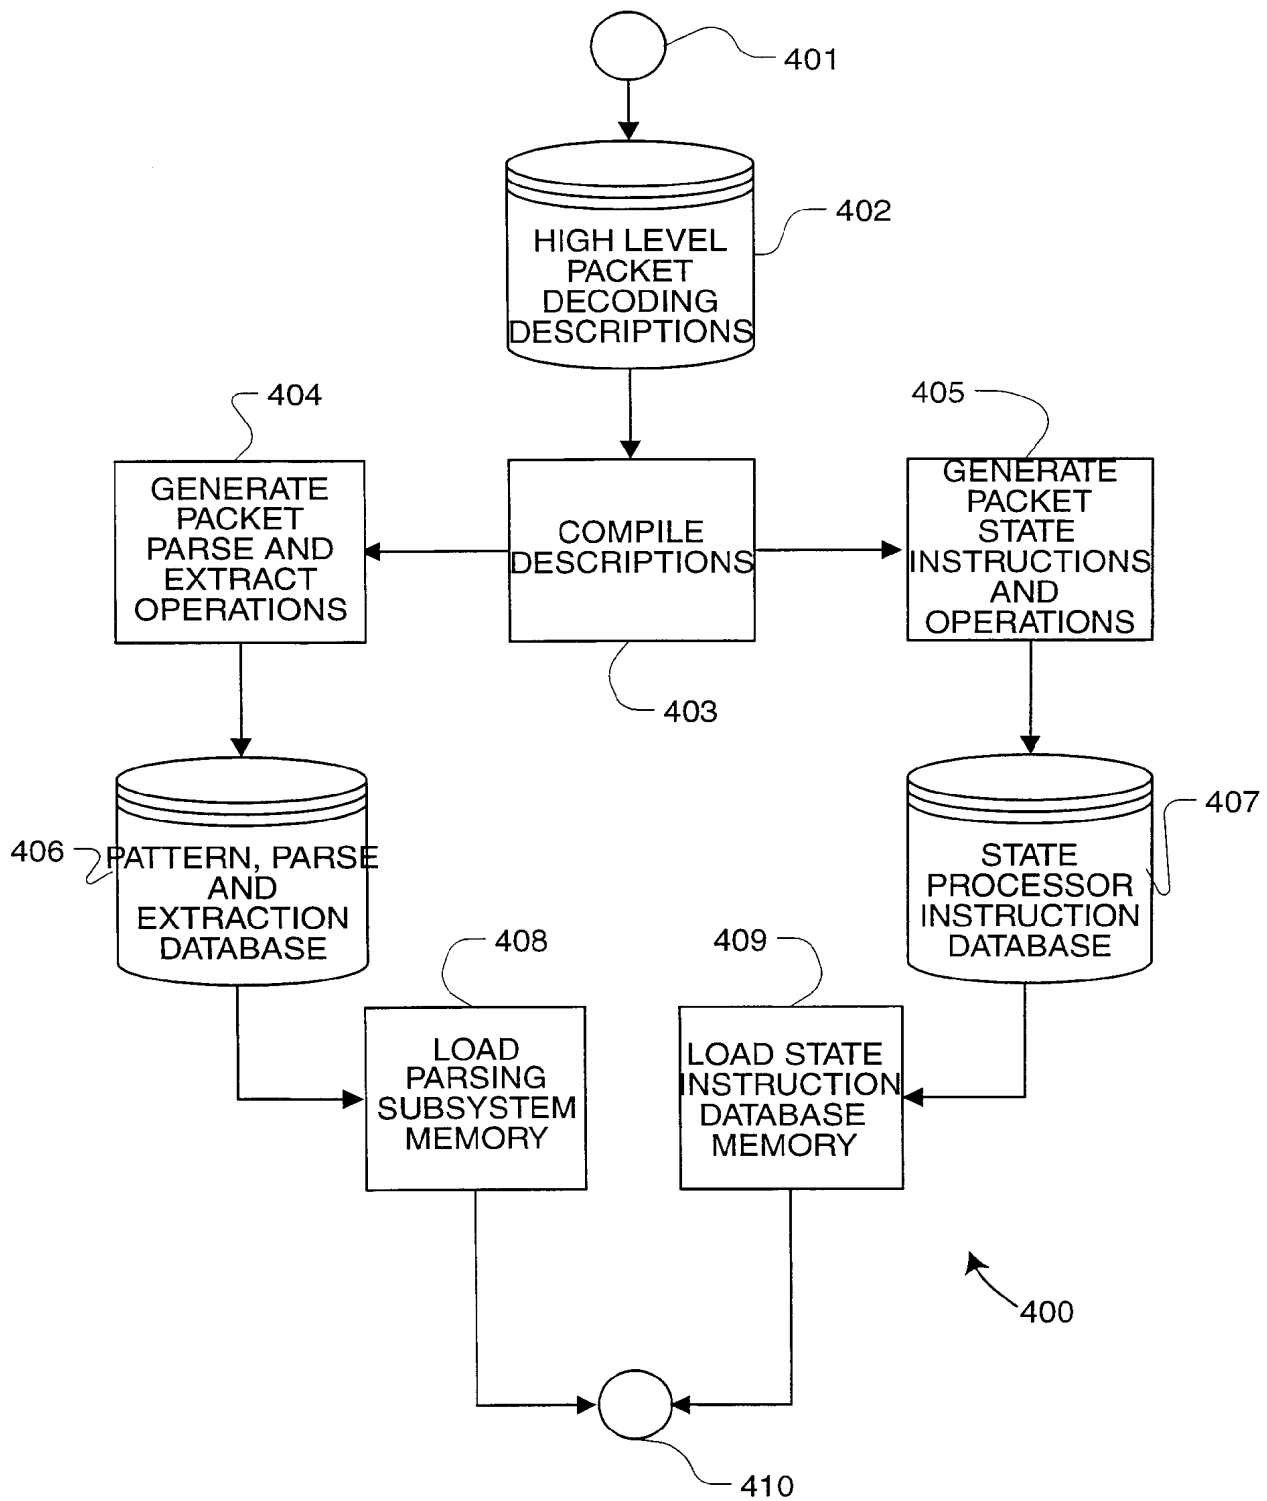 401
402
HIGH LEVEL
PACKET
DECODING
DESCRIPTIONS
404
405
GENERATE
PACKET
PARSE AND
EXTRACT
OPERATIONS
COMPILE
DESCRIPTIONS
GENERATE
PACKET
STATE
INSTRUCTIONS
AND
OPERATIONS
403
406
PATTERN, PARSE
AND
EXTRACTION
DATABASE
407
STATE
PROCESSOR
INSTRUCTION
DATABASE
408
409
LOAD
PARSING
SUBSYSTEM
MEMORY
LOAD STATE
INSTRUCTION
DATABASE
MEMORY
400
410